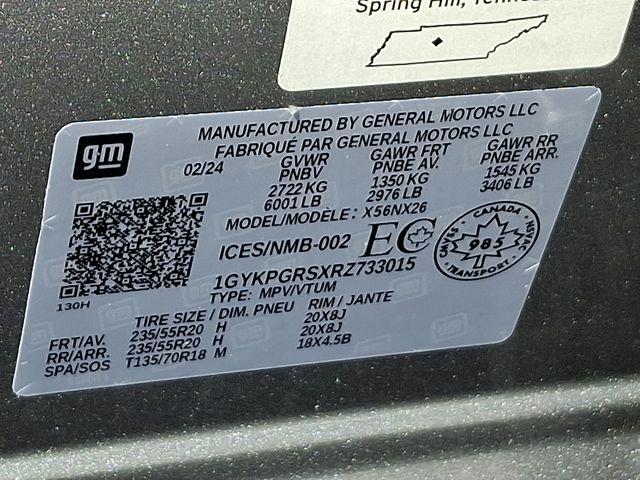 Spring Hill, Tennes
gm
MANUFACTURED BY GENERAL MOTORS LLC
FABRIQUÉ PAR GENERAL MOTORS LLC
02/24 GVWR GAWR FRT GAWR RR
PNBV PNBE AV. PNBE ARR.
2722 KG 1350 KG 1545 KG
6001 LB 2976 LB 3406 LB
MODEL/MODÈLE: X56NX26
ICES/NMB-002 EC
CANADA
985
TRANSPORT
1GYKPGRSXRZ733015
130H
TYPE: MPV/VTUM
TIRE SIZE / DIM. PNEU RIM / JANTE
FRT/AV. 235/55R20 H 20X8J
RR/ARR. 235/55R20 H 20X8J
SPA/SOS T135/70R18 M 18X4.5B